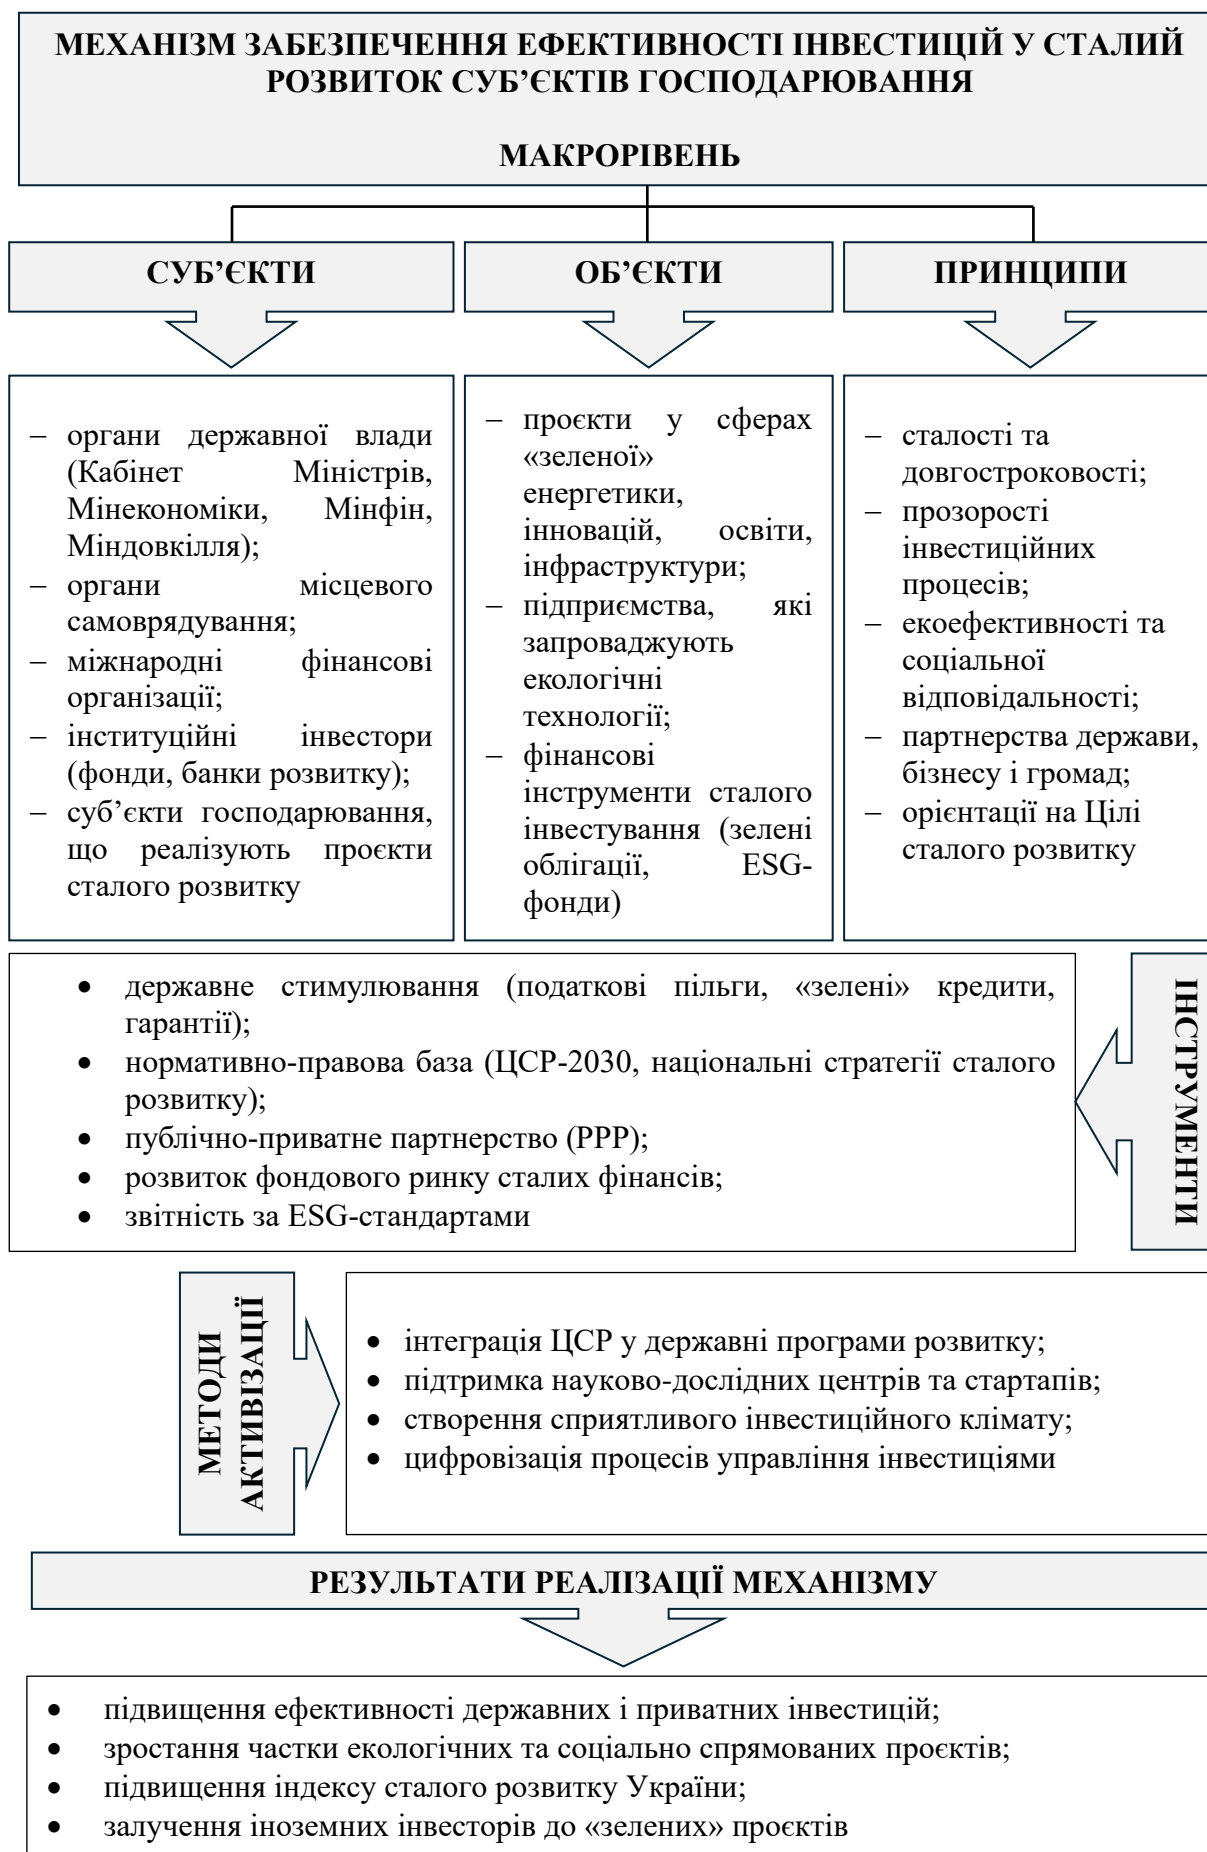 МЕХАНІЗМ ЗАБЕЗПЕЧЕННЯ ЕФЕКТИВНОСТІ ІНВЕСТИЦІЙ У СТАЛИЙ
РОЗВИТОК СУБ’ЄКТІВ ГОСПОДАРЮВАННЯ
МАКРОРІВЕНЬ
СУБ’ЄКТИ
ОБ’ЄКТИ
ПРИНЦИПИ
– органи державної влади
(Кабінет Міністрів,
Мінекономіки, Мінфін,
Міндовкілля);
– органи місцевого
самоврядування;
– міжнародні фінансові
організації;
– інституційні інвестори
(фонди, банки розвитку);
– суб’єкти господарювання,
що реалізують проєкти
сталого розвитку
– проєкти у сферах
«зеленої»
енергетики,
інновацій, освіти,
інфраструктури;
– підприємства, які
запроваджують
екологічні
технології;
– фінансові
інструменти сталого
інвестування (зелені
облігації, ESG-
фонди)
– сталості та
довгостроковості;
– прозорості
інвестиційних
процесів;
– екоефективності та
соціальної
відповідальності;
– партнерства держави,
бізнесу і громад;
– орієнтації на Цілі
сталого розвитку
• державне стимулювання (податкові пільги, «зелені» кредити,
гарантії);
• нормативно-правова база (ЦСР-2030, національні стратегії сталого
розвитку);
• публічно-приватне партнерство (PPP);
• розвиток фондового ринку сталих фінансів;
• звітність за ESG-стандартами
ІНСТРУМЕНТИ
МЕТОДИ
АКТИВІЗАЦІЇ
• інтеграція ЦСР у державні програми розвитку;
• підтримка науково-дослідних центрів та стартапів;
• створення сприятливого інвестиційного клімату;
• цифровізація процесів управління інвестиціями
РЕЗУЛЬТАТИ РЕАЛІЗАЦІЇ МЕХАНІЗМУ
• підвищення ефективності державних і приватних інвестицій;
• зростання частки екологічних та соціально спрямованих проєктів;
• підвищення індексу сталого розвитку України;
• залучення іноземних інвесторів до «зелених» проєктів